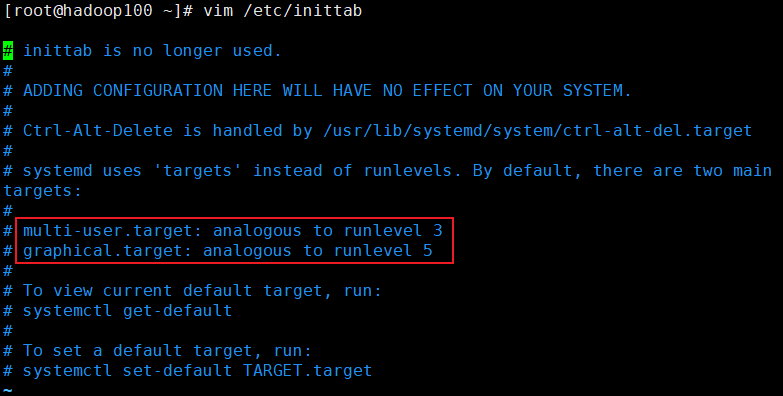 [root@hadoop100 ~]# vim /etc/inittab
# inittab is no longer used.
#
# ADDING CONFIGURATION HERE WILL HAVE NO EFFECT ON YOUR SYSTEM.
#
# Ctrl-Alt-Delete is handled by /usr/lib/systemd/system/ctrl-alt-del.target
#
# systemd uses 'targets' instead of runlevels. By default, there are two main
targets:
#
# multi-user.target: analogous to runlevel 3
# graphical.target: analogous to runlevel 5
#
# To view current default target, run:
# systemctl get-default
#
# To set a default target, run:
# systemctl set-default TARGET.target
~